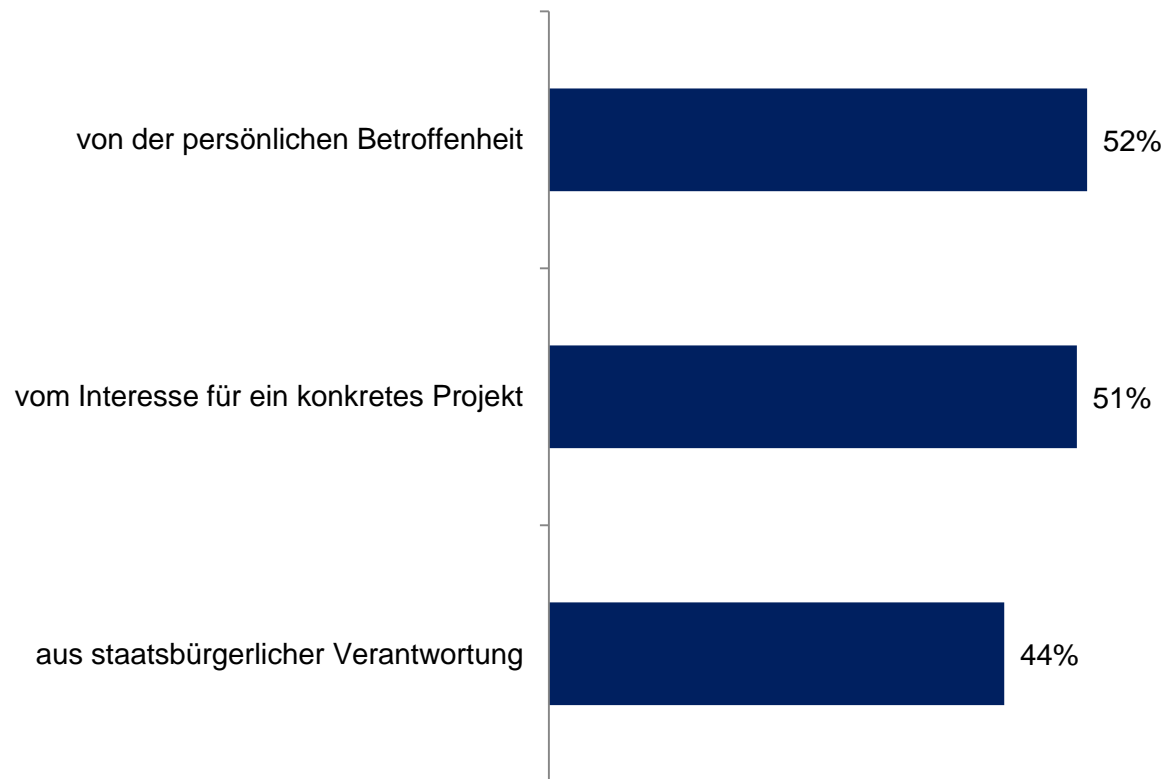 von der persönlichen Betroffenheit 52%
vom Interesse für ein konkretes Projekt 51%
aus staatsbürgerlicher Verantwortung 44%